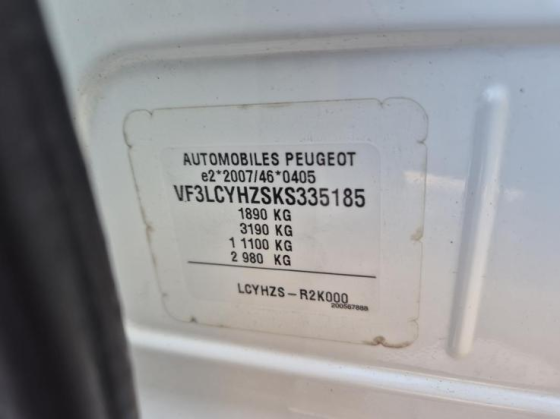 AUTOMOBILES PEUGEOT
e2*2007/46*0405
VF3LCYHZSKS335185
1890 KG
3190 KG
1 1100 KG
2 980 KG
LCYHZS-R2K000